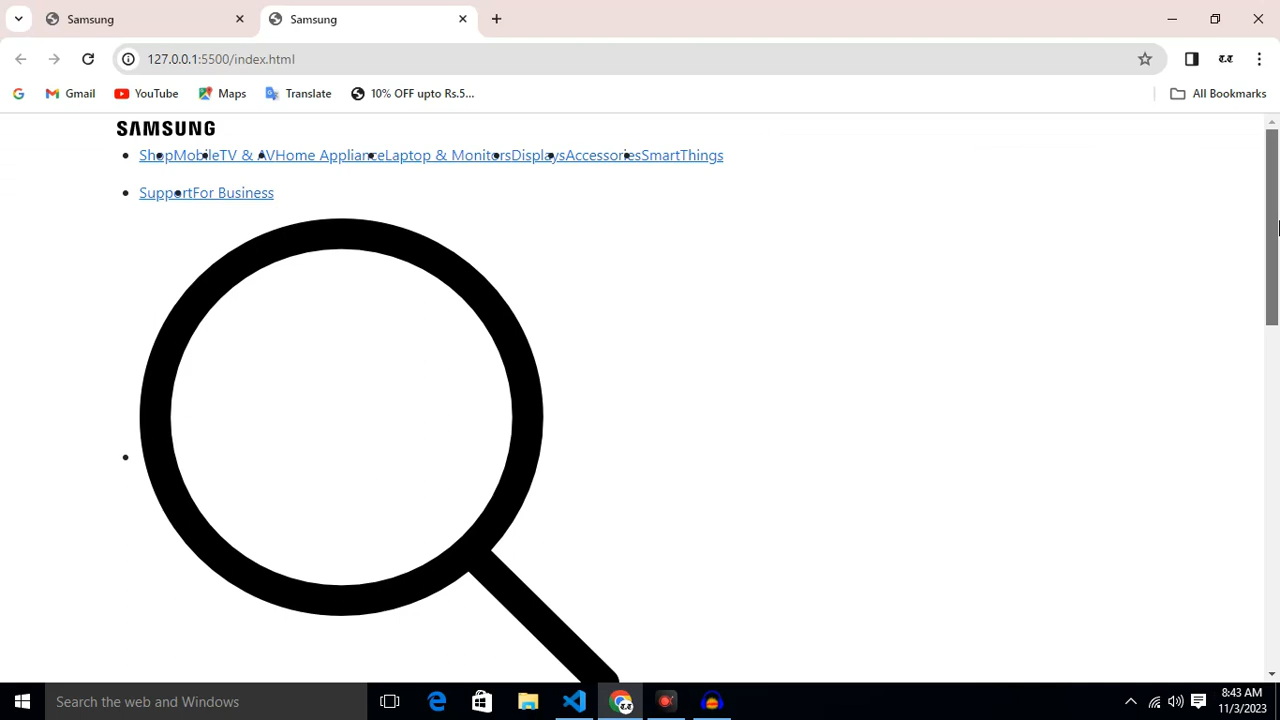 Samsung
Samsung
127.0.0.1:5500/index.html
Gmail
YouTube
Maps
Translate
10% OFF upto Rs.5...
All Bookmarks
SAMSUNG
ShopMobileTV & AVHome ApplianceLaptop & MonitorsDisplaysAccessoriesSmartThings
SupportFor Business
Search the web and Windows
8:43 AM
11/3/2023